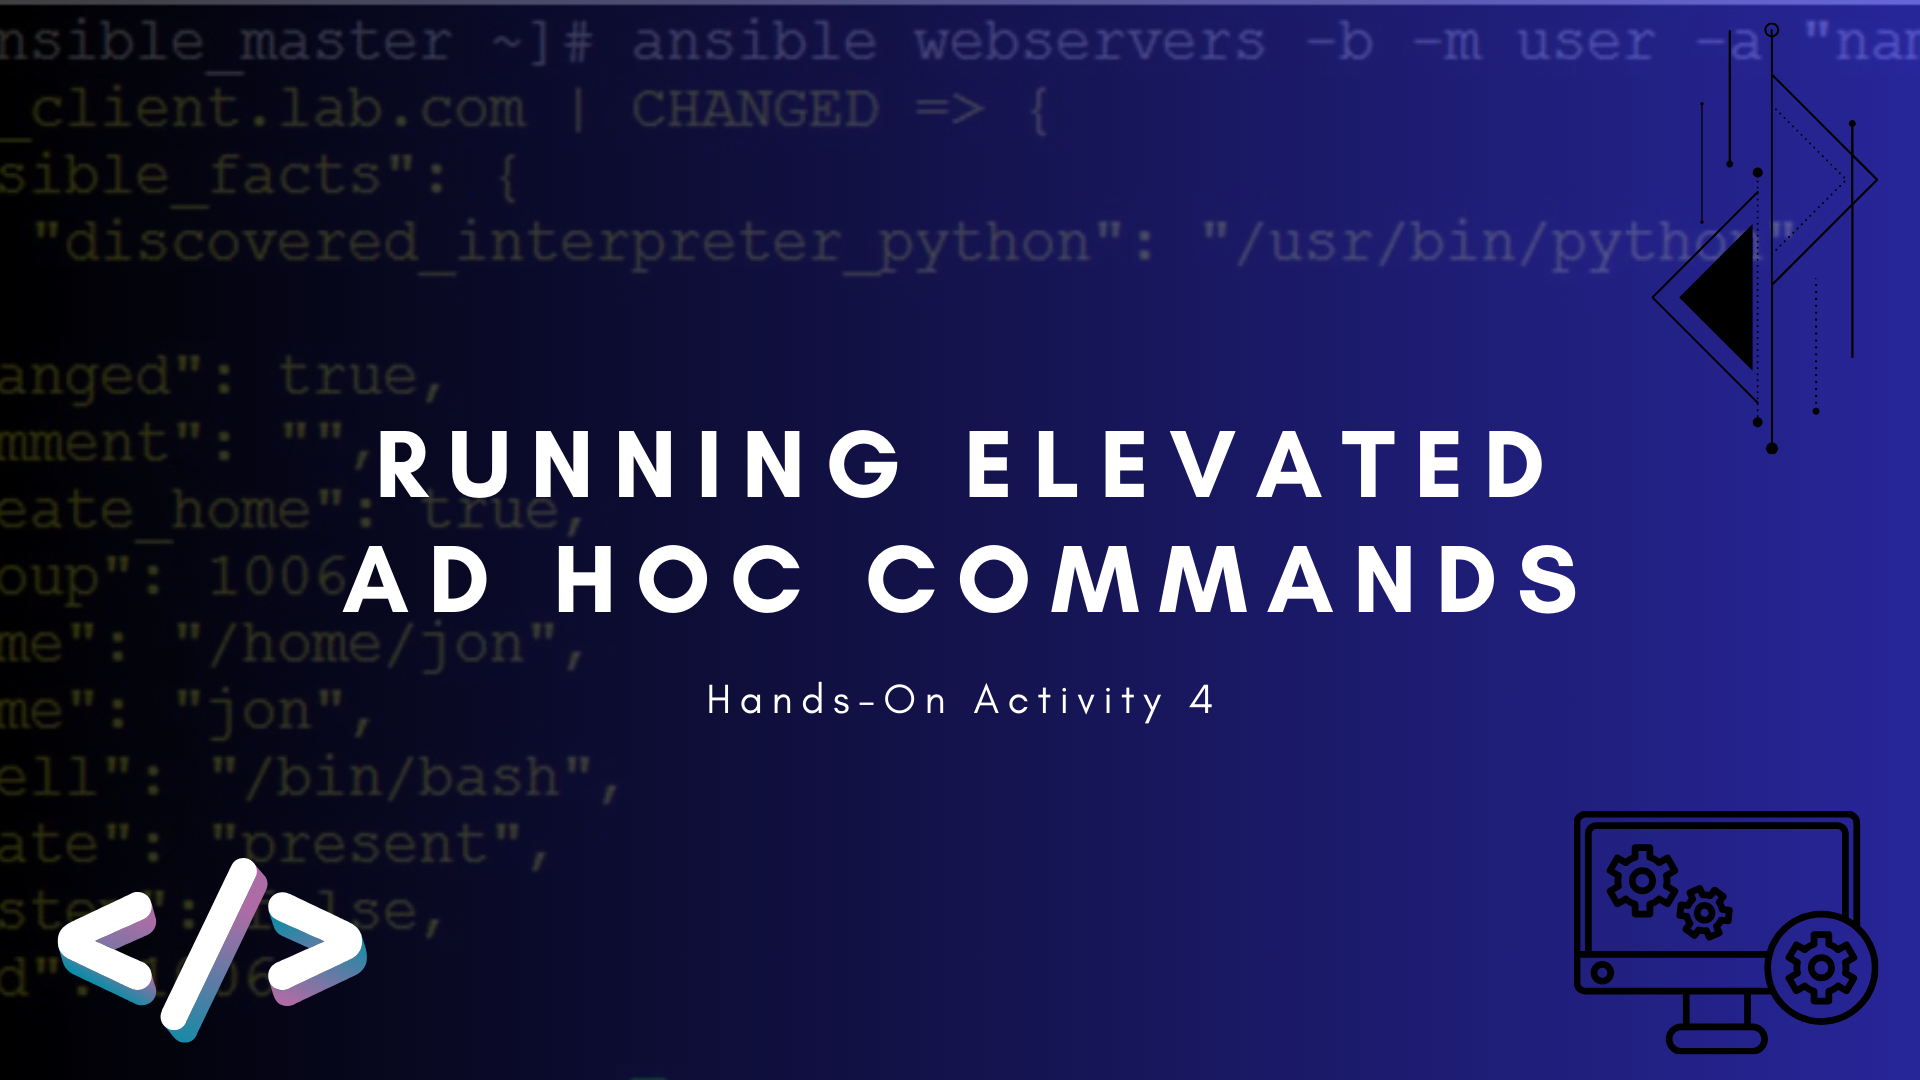 nsible_master ~]# ansible webservers -b -m user -a "nan
_client.lab.com | CHANGED => {
sible_facts": {
"discovered_interpreter_python": "/usr/bin/python"
anged": true,
mment": "",
RUNNING ELEVATED
eate_home": true,
AD HOC COMMANDS
oup": 1006
me": "/home/jon",
Hands-On Activity 4
me": "jon",
ell": "/bin/bash",
ate": "present",
</>